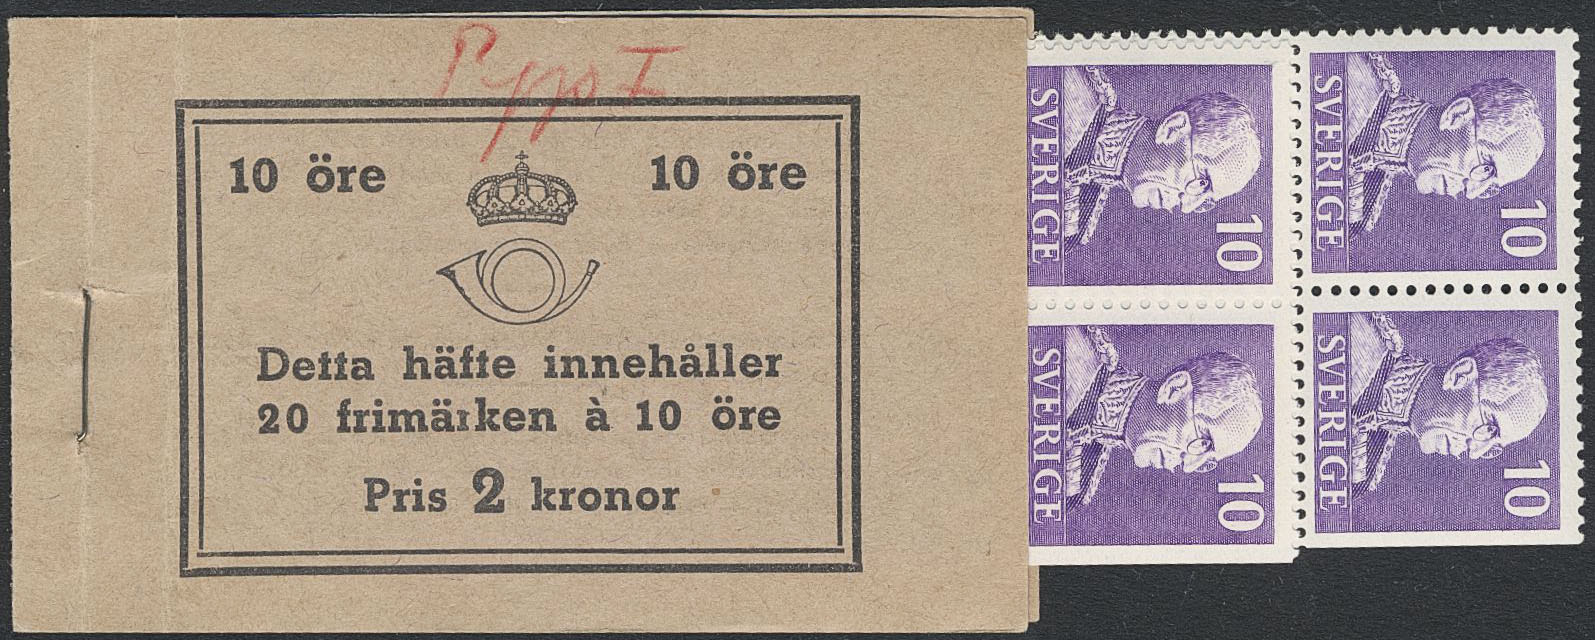 10 öre 10 öre
Detta häfte innehåller
20 frimärken à 10 öre
Pris 2 kronor
SVERIGE 10
SVERIGE 10
SVERIGE 10
SVERIGE 10